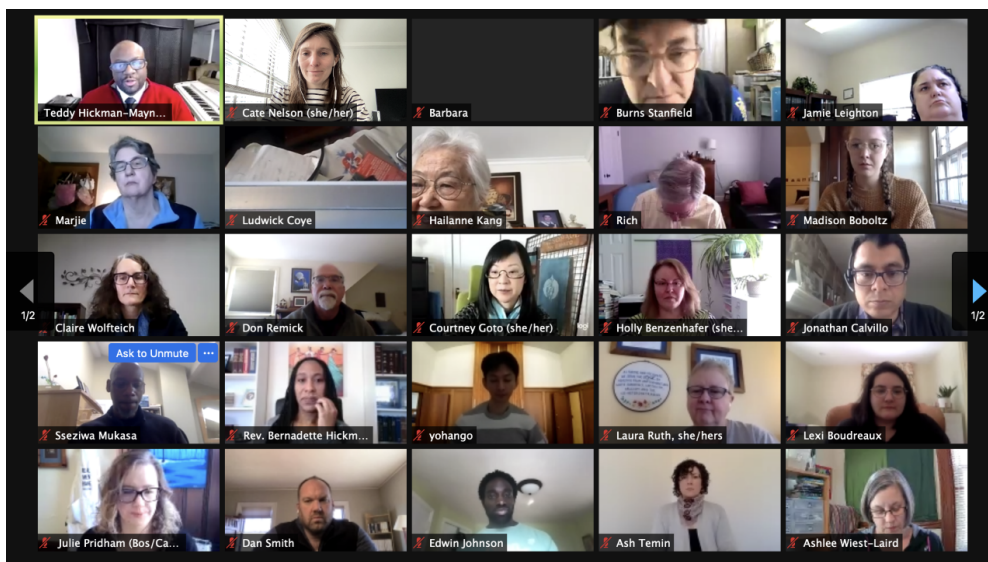 Teddy Hickman-Mayn...
Cate Nelson (she/her)
Barbara
Burns Stanfield
Jamie Leighton
Marjie
Ludwick Coye
Hailanne Kang
Rich
Madison Boboltz
1/2
Claire Wolfteich
Don Remick
Courtney Goto (she/her)
Holly Benzenhafer (she...
Jonathan Calvillo
1/2
Ask to Unmute ...
Sseziwa Mukasa
Rev. Bernadette Hickm...
yohango
Laura Ruth, she/hers
Lexi Boudreaux
Julie Pridham (Bos/Ca...
Dan Smith
Edwin Johnson
Ash Temin
Ashlee Wiest-Laird